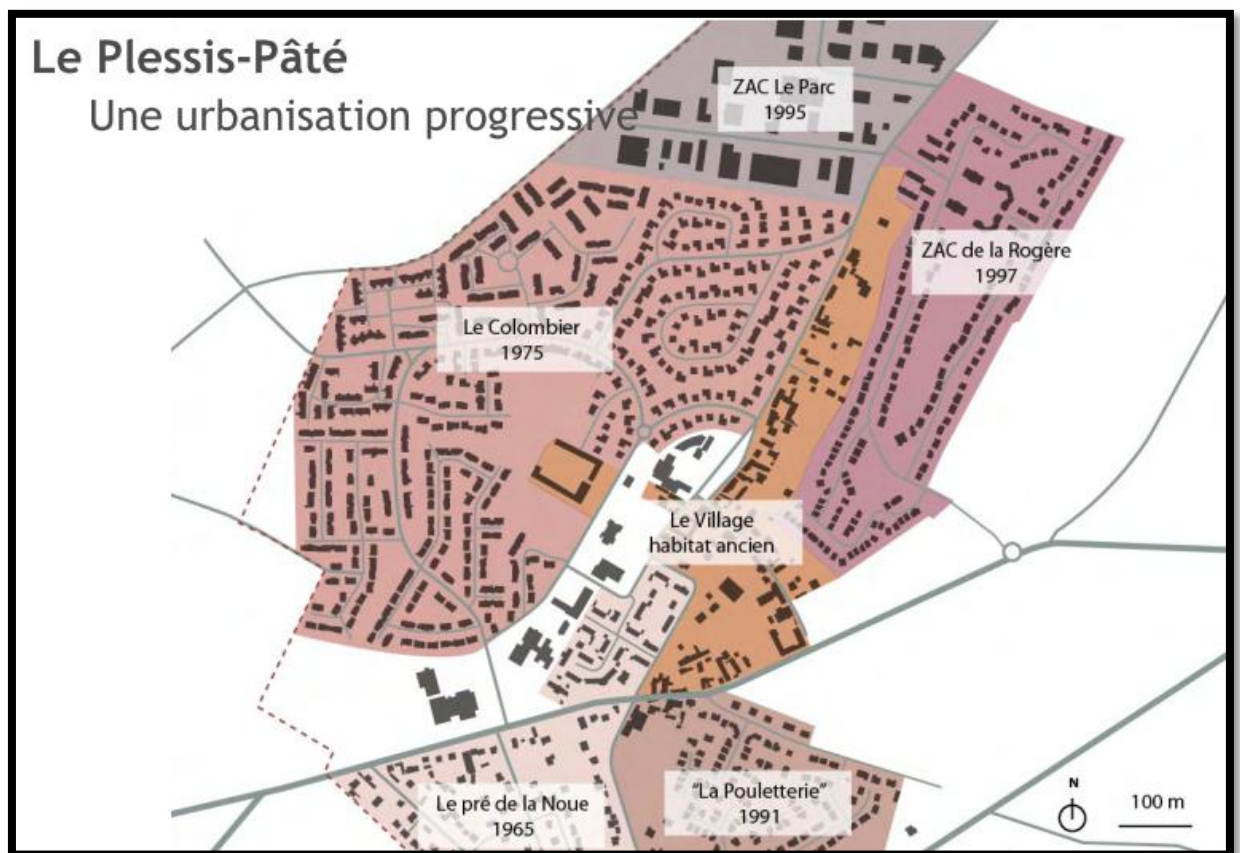 Le Plessis-Pâté
Une urbanisation progressive
ZAC Le Parc
1995
ZAC de la Rogère
1997
Le Colombier
1975
Le Village
habitat ancien
Le pré de la Noue
1965
"La Pouletterie"
1991
N
100 m